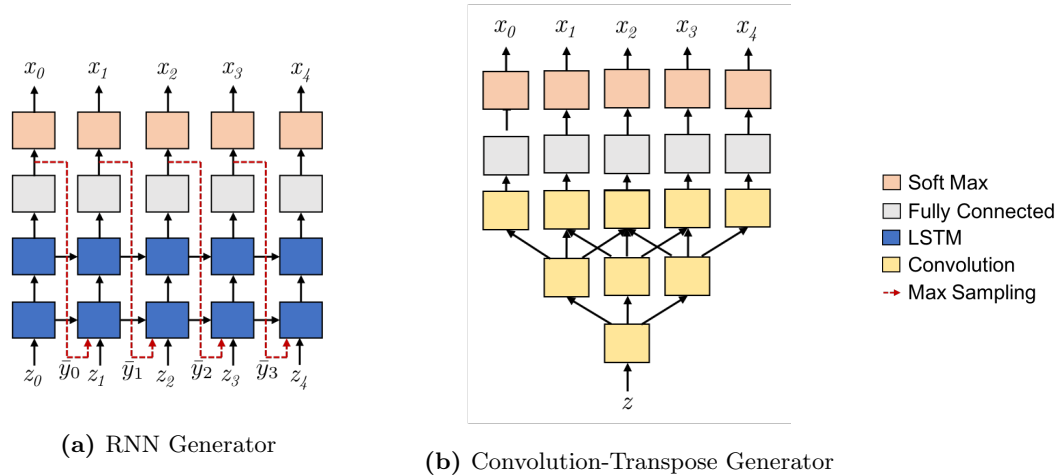 x₀ x₁ x₂ x₃ x₄
z₀ ȳ₀ z₁ ȳ₁ z₂ ȳ₂ z₃ ȳ₃ z₄
(a) RNN Generator
x₀ x₁ x₂ x₃ x₄
z
(b) Convolution-Transpose Generator
Soft Max
Fully Connected
LSTM
Convolution
Max Sampling